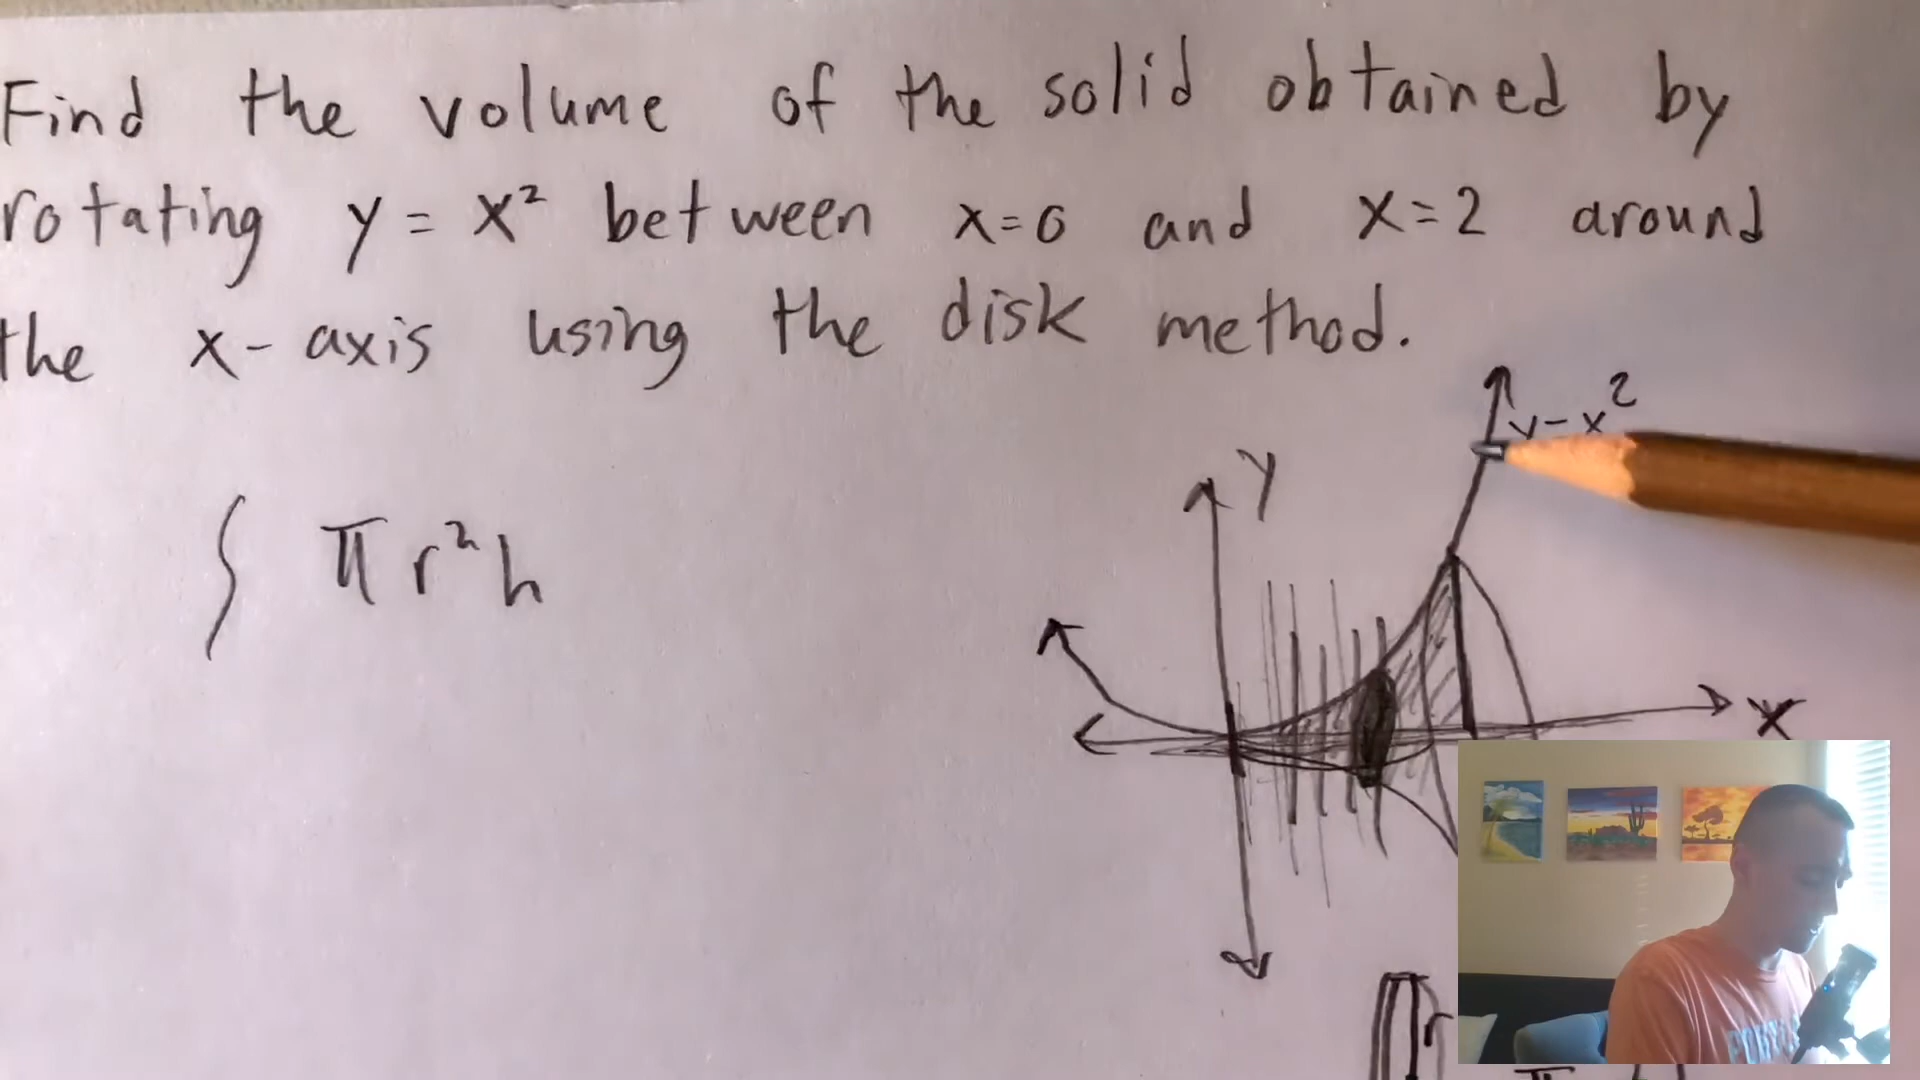 Find the volume of the solid obtained by
rotating y = x² between x=0 and x=2 around
the x-axis using the disk method.
y=x²
Y
∫ πr²h
X
r